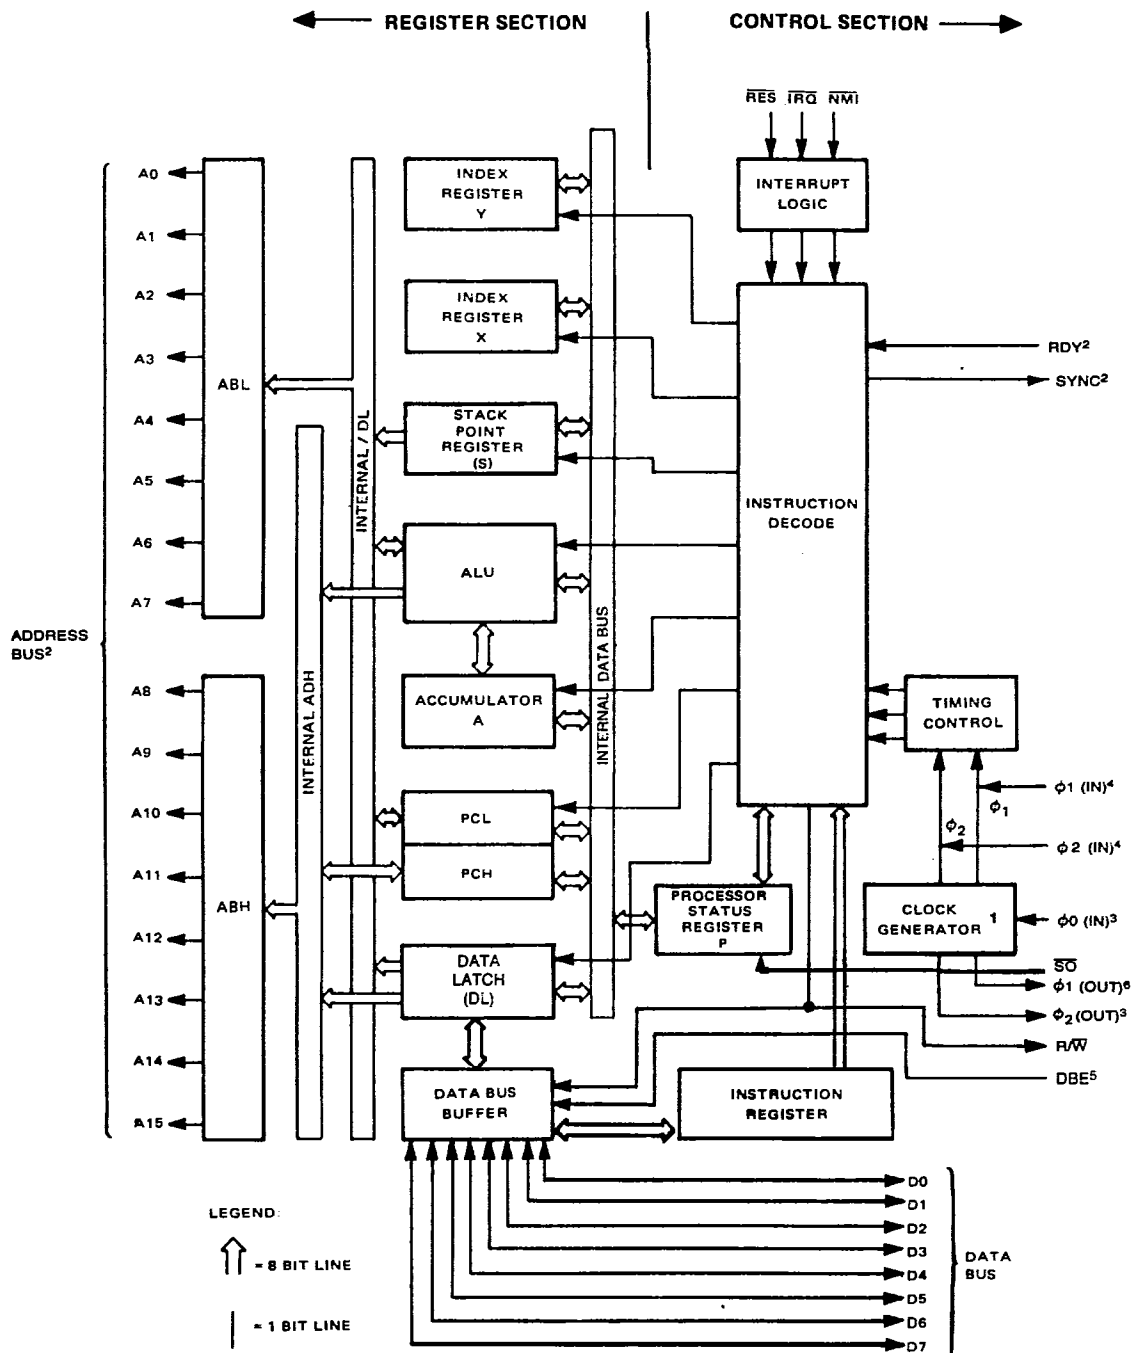 REGISTER SECTION
CONTROL SECTION
R̅E̅S̅ I̅R̅Q̅ N̅M̅I̅
INTERRUPT
LOGIC
INDEX
REGISTER
Y
INDEX
REGISTER
X
STACK
POINT
REGISTER
(S)
ALU
ACCUMULATOR
A
PCL
PCH
DATA
LATCH
(DL)
DATA BUS
BUFFER
INTERNAL / DL
INTERNAL ADH
INTERNAL DATA BUS
ABL
ABH
A0
A1
A2
A3
A4
A5
A6
A7
ADDRESS
BUS²
A8
A9
A10
A11
A12
A13
A14
A15
INSTRUCTION
DECODE
RDY²
SYNC²
TIMING
CONTROL
ϕ1 (IN)⁴
ϕ₁
ϕ₂
ϕ2 (IN)⁴
CLOCK
GENERATOR 1
ϕ0 (IN)³
PROCESSOR
STATUS
REGISTER
P
S̅O̅
ϕ1 (OUT)⁶
ϕ₂(OUT)³
R/W̅
DBE⁵
INSTRUCTION
REGISTER
D0
D1
D2
D3
D4
D5
D6
D7
DATA
BUS
LEGEND:
= 8 BIT LINE
= 1 BIT LINE